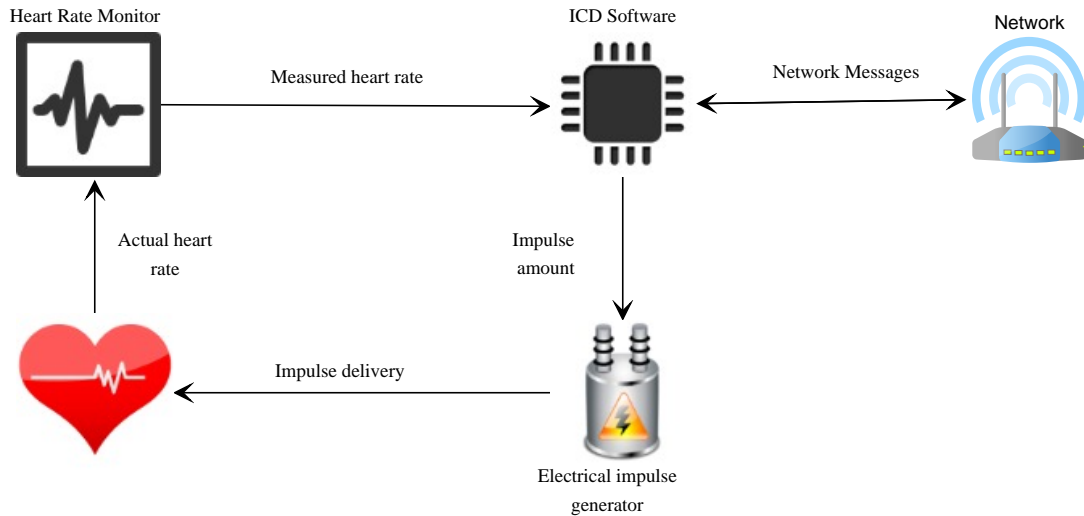 Heart Rate Monitor
ICD Software
Network
Measured heart rate
Network Messages
Actual heart
rate
Impulse
amount
Impulse delivery
Electrical impulse
generator